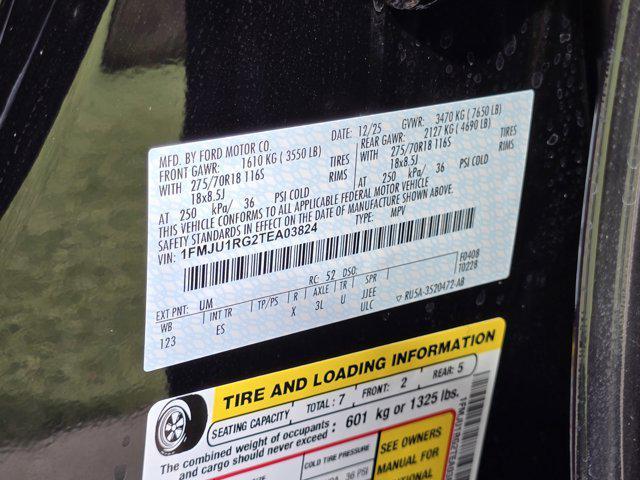 MFD. BY FORD MOTOR CO.
DATE: 12/25 GVWR: 3470 KG ( 7650 LB)
FRONT GAWR: 1610 KG ( 3550 LB)
REAR GAWR: 2127 KG ( 4690 LB)
WITH 275/70R18 116S TIRES
WITH 275/70R18 116S TIRES
18x8.5J RIMS
18x8.5J RIMS
AT 250 kPa/ 36 PSI COLD
AT 250 kPa/ 36 PSI COLD
THIS VEHICLE CONFORMS TO ALL APPLICABLE FEDERAL MOTOR VEHICLE
SAFETY STANDARDS IN EFFECT ON THE DATE OF MANUFACTURE SHOWN ABOVE.
VIN: 1FMJU1RG2TEA03824 TYPE: MPV
F0408
T0228
EXT PNT: UM RC: 52 DSO:
WB INT TR TP/PS R AXLE TR SPR
123 ES X 3L U JJEE
ULC
RU5A-3520472-AB
TIRE AND LOADING INFORMATION
SEATING CAPACITY TOTAL : 7 FRONT: 2 REAR: 5
The combined weight of occupants
and cargo should never exceed : 601 kg or 1325 lbs.
COLD TIRE PRESSURE
SEE OWNERS
MANUAL FOR
36 PSI